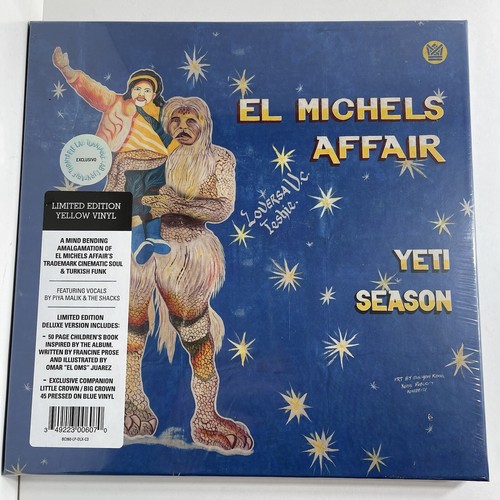 EL MICHELS
AFFAIR
YETI
SEASON
EXCLUSIVO
LIMITED EDITION
YELLOW VINYL
A MIND BENDING
AMALGAMATION OF
EL MICHELS AFFAIR'S
TRADEMARK CINEMATIC SOUL
& TURKISH FUNK
FEATURING VOCALS
BY PIYA MALIK & THE SHACKS
LIMITED EDITION
DELUXE VERSION INCLUDES:
- 50 PAGE CHILDREN'S BOOK
INSPIRED BY THE ALBUM.
WRITTEN BY FRANCINE PROSE
AND ILLUSTRATED BY
OMAR "EL OMS" JUAREZ
- EXCLUSIVE COMPANION
LITTLE CROWN / BIG CROWN
45 PRESSED ON BLUE VINYL
3 49223 00607 0